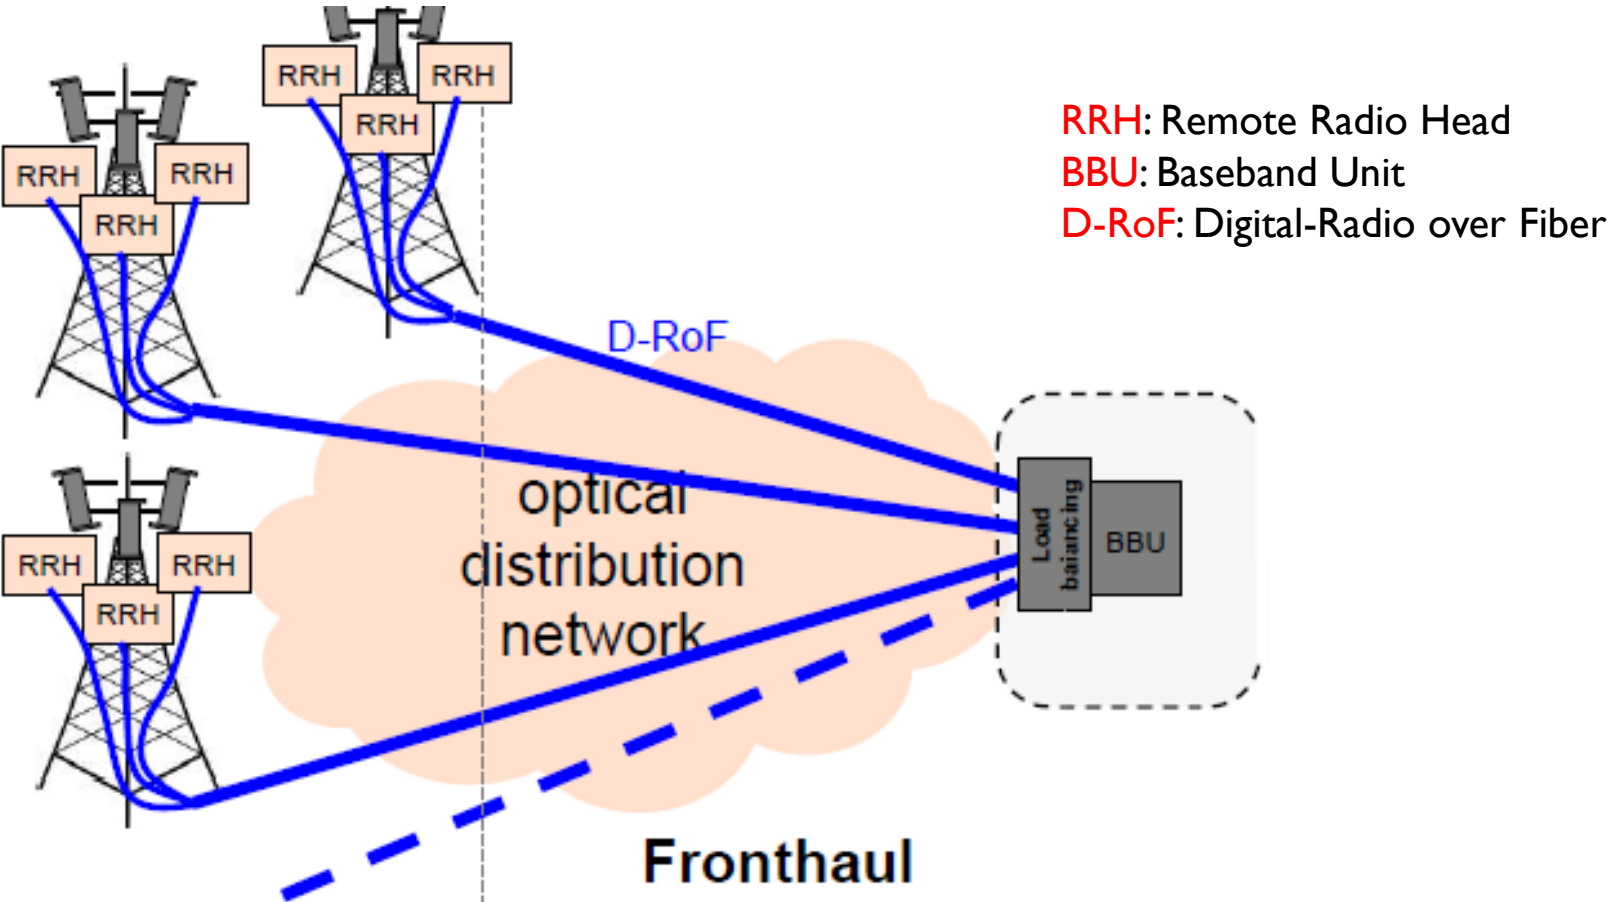 RRH
RRH
RRH
RRH
RRH
RRH
RRH: Remote Radio Head
BBU: Baseband Unit
D-RoF: Digital-Radio over Fiber
D-RoF
optical
distribution
network
Load
baiancing
BBU
RRH
RRH
RRH
Fronthaul